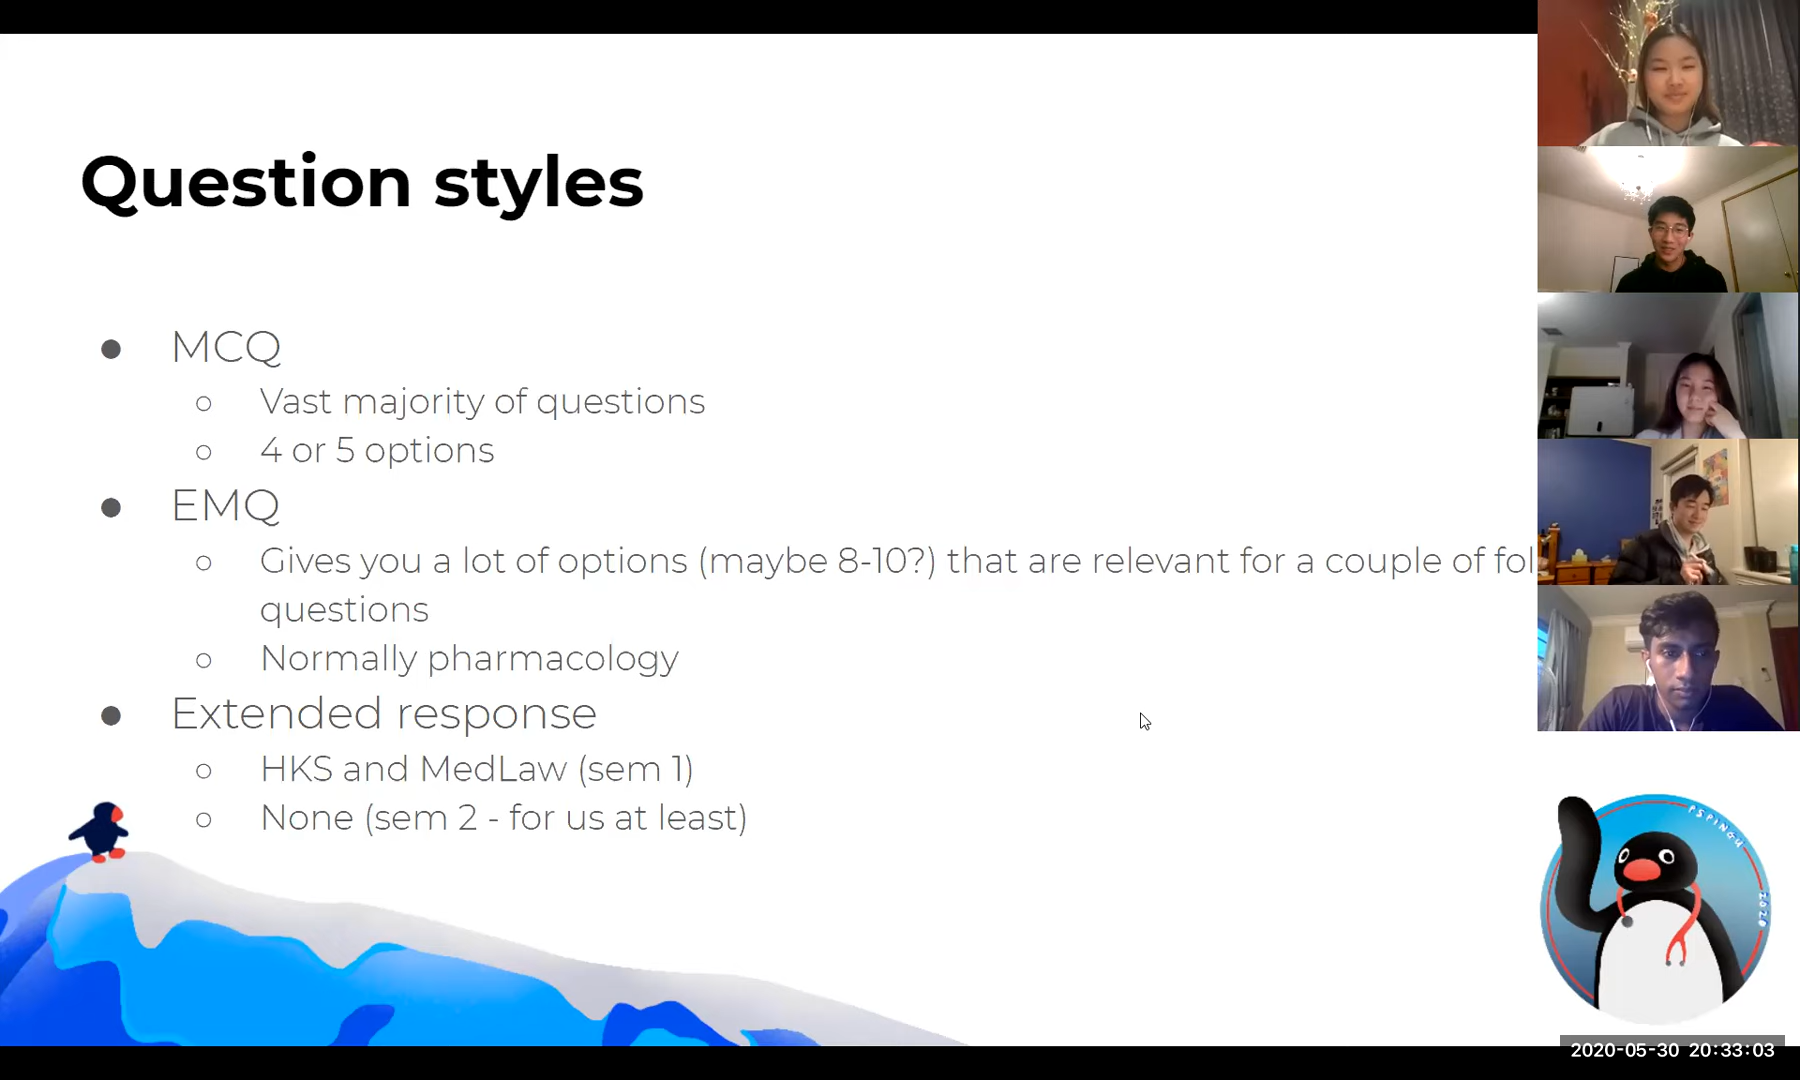 Question styles
MCQ
Vast majority of questions
4 or 5 options
EMQ
Gives you a lot of options (maybe 8-10?) that are relevant for a couple of
questions
Normally pharmacology
Extended response
HKS and MedLaw (sem 1)
None (sem 2 - for us at least)
PSPINGU
2020
2020-05-30 20:33:03